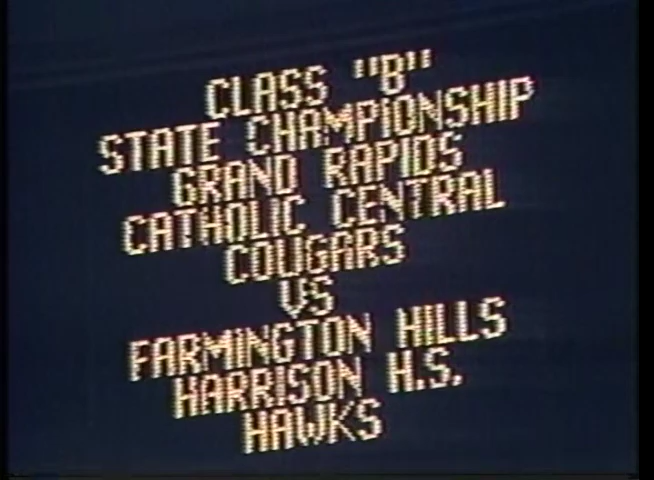 CLASS "B"
STATE CHAMPIONSHIP
GRAND RAPIDS
CATHOLIC CENTRAL
COUGARS
VS
FARMINGTON HILLS
HARRISON H.S.
HAWKS